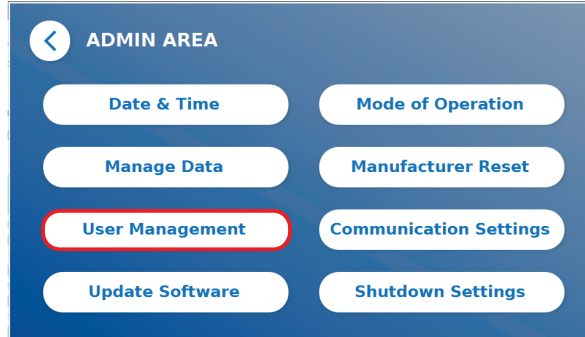 ADMIN AREA
Date & Time
Mode of Operation
Manage Data
Manufacturer Reset
User Management
Communication Settings
Update Software
Shutdown Settings